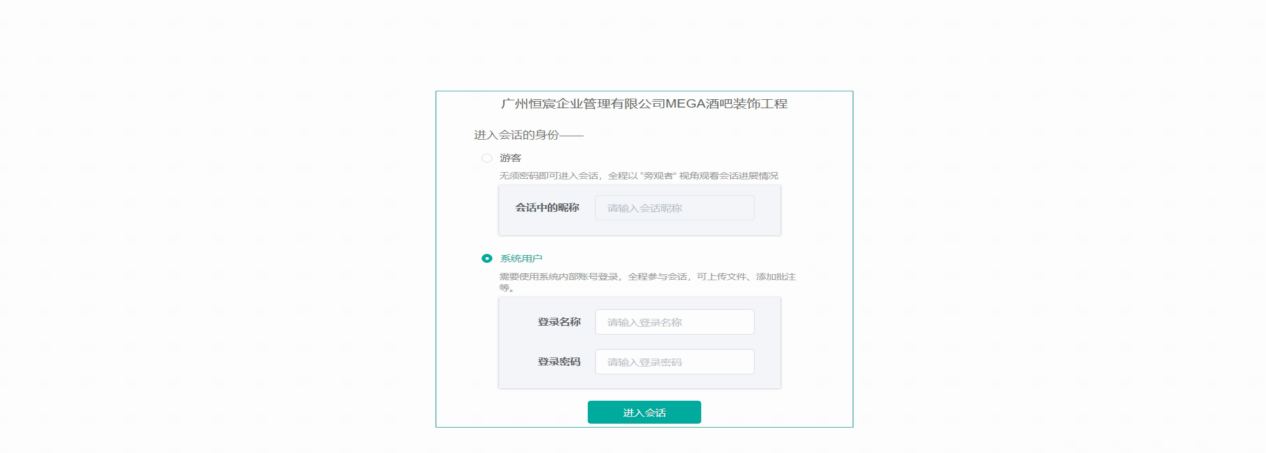 广州恒宸企业管理有限公司MEGA酒吧装饰工程
进入会话的身份——
游客
无须密码即可进入会话，全程以 "旁观者" 视角观看会话进展情况
会话中的昵称 请输入会话昵称
系统用户
需要使用系统内部账号登录，全程参与会话，可上传文件、添加批注
等。
登录名称 请输入登录名称
登录密码 请输入登录密码
进入会话